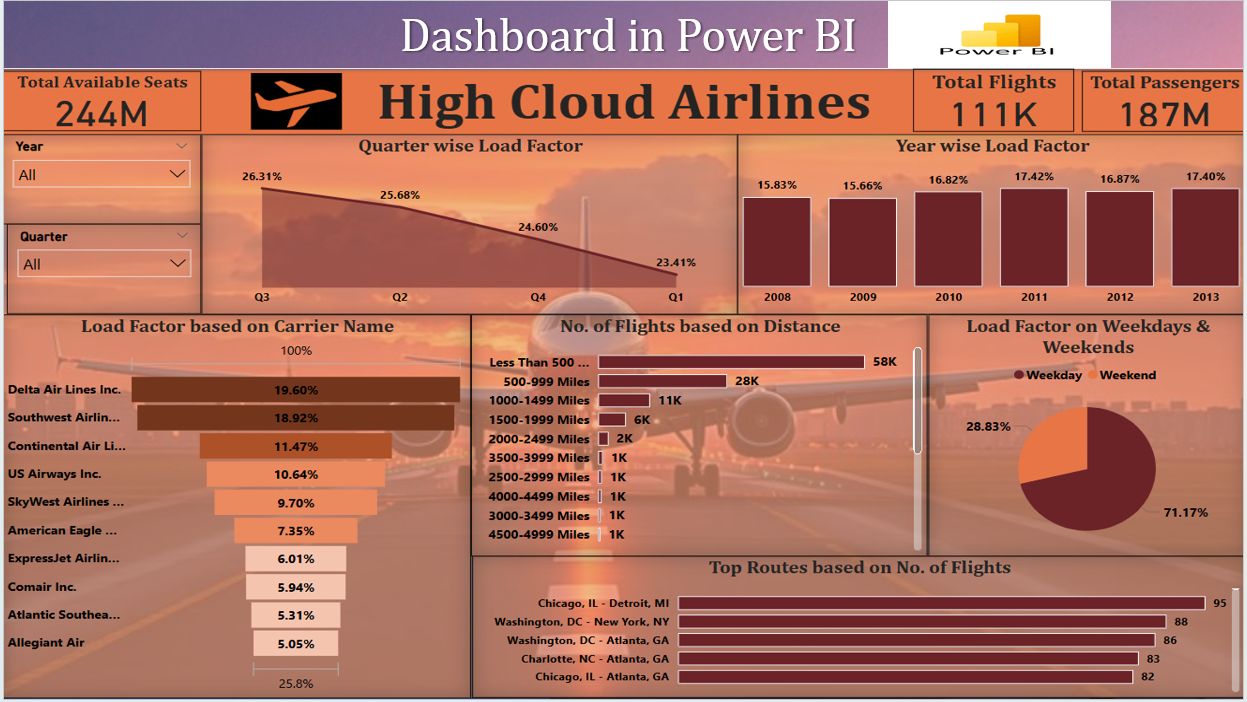 Dashboard in Power BI
Power BI
Total Available Seats
244M
High Cloud Airlines
Total Flights
111K
Total Passengers
187M
Year
All
Quarter
All
Quarter wise Load Factor
26.31%
25.68%
24.60%
23.41%
Q3
Q2
Q4
Q1
Year wise Load Factor
15.83%
15.66%
16.82%
17.42%
16.87%
17.40%
2008
2009
2010
2011
2012
2013
Load Factor based on Carrier Name
100%
Delta Air Lines Inc.
19.60%
Southwest Airlin...
18.92%
Continental Air Li...
11.47%
US Airways Inc.
10.64%
SkyWest Airlines ...
9.70%
American Eagle ...
7.35%
ExpressJet Airlin...
6.01%
Comair Inc.
5.94%
Atlantic Southea...
5.31%
Allegiant Air
5.05%
25.8%
No. of Flights based on Distance
Less Than 500 ...
58K
500-999 Miles
28K
1000-1499 Miles
11K
1500-1999 Miles
6K
2000-2499 Miles
2K
3500-3999 Miles
1K
2500-2999 Miles
1K
4000-4499 Miles
1K
3000-3499 Miles
1K
4500-4999 Miles
1K
Load Factor on Weekdays &
Weekends
Weekday
Weekend
28.83%
71.17%
Top Routes based on No. of Flights
Chicago, IL - Detroit, MI
95
Washington, DC - New York, NY
88
Washington, DC - Atlanta, GA
86
Charlotte, NC - Atlanta, GA
83
Chicago, IL - Atlanta, GA
82